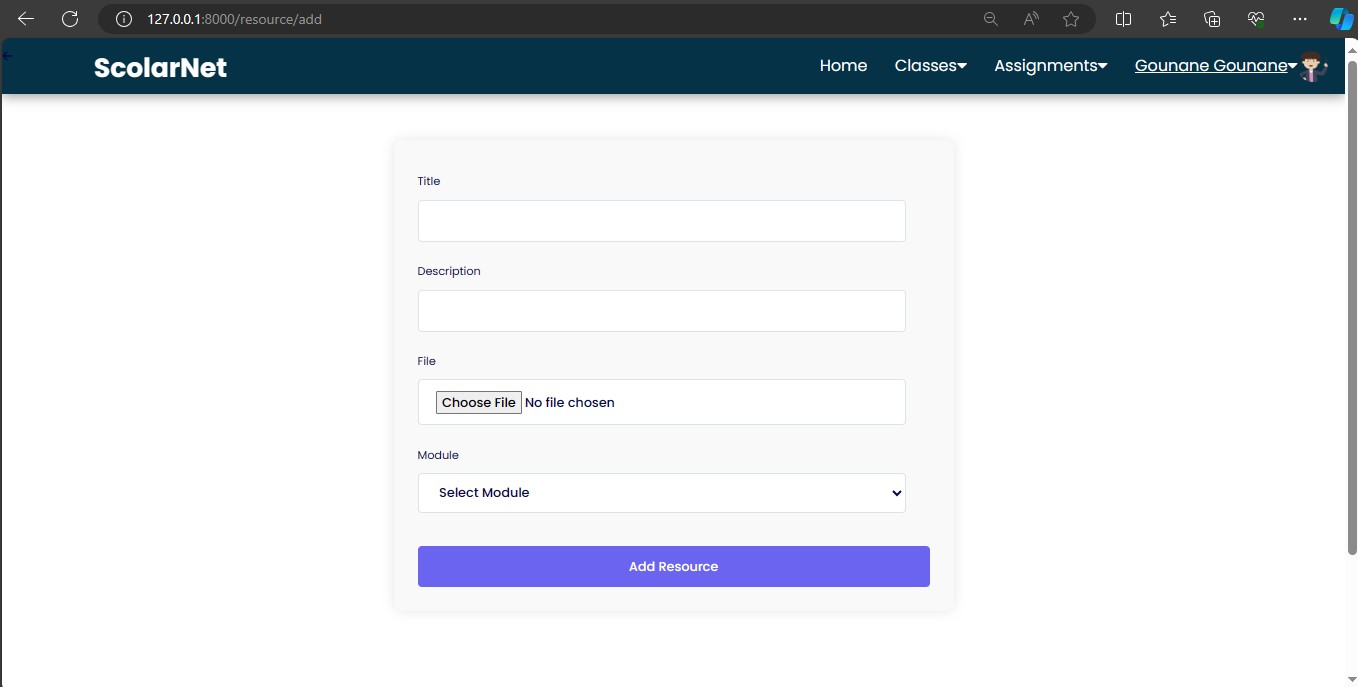 127.0.0.1:8000/resource/add
ScolarNet
Home Classes Assignments Gounane Gounane
Title
Description
File
Choose File No file chosen
Module
Select Module
Add Resource